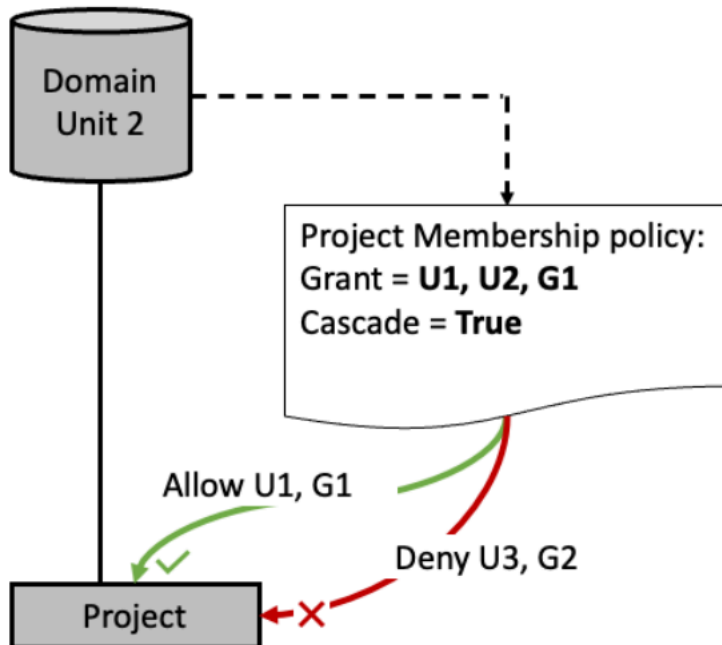 Domain
Unit 2
Project Membership policy:
Grant = U1, U2, G1
Cascade = True
Allow U1, G1
Deny U3, G2
Project